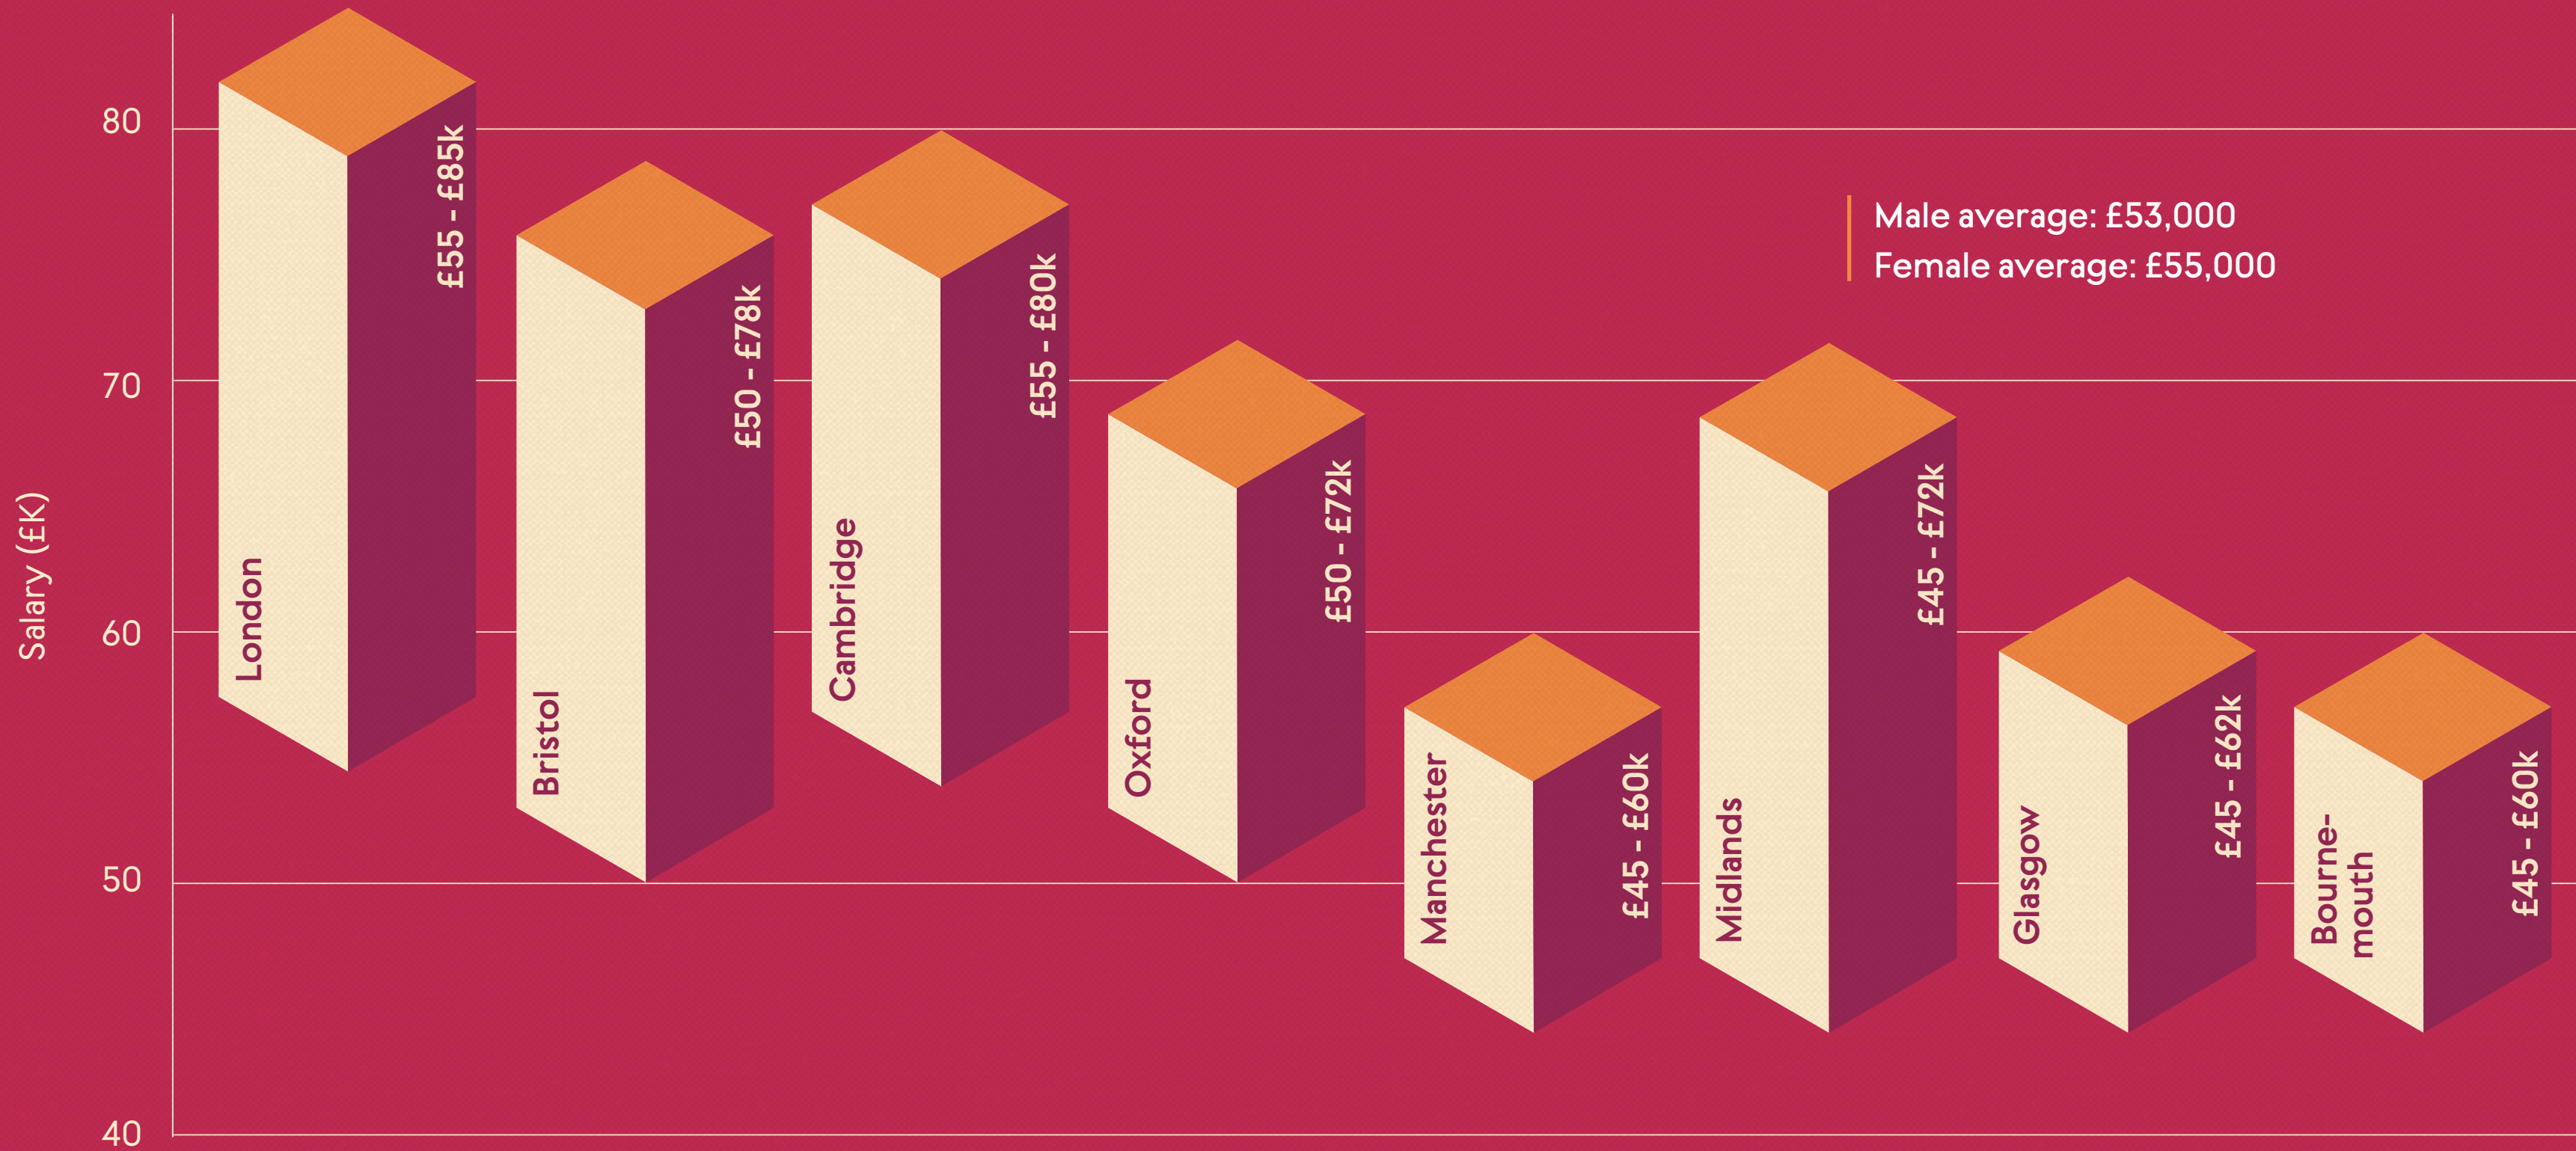 Salary (£K)
80
70
60
50
40
London
£55 - £85k
Bristol
£50 - £78k
Cambridge
£55 - £80k
Oxford
£50 - £72k
Manchester
£45 - £60k
Midlands
£45 - £72k
Glasgow
£45 - £62k
Bourne-
mouth
£45 - £60k
Male average: £53,000
Female average: £55,000